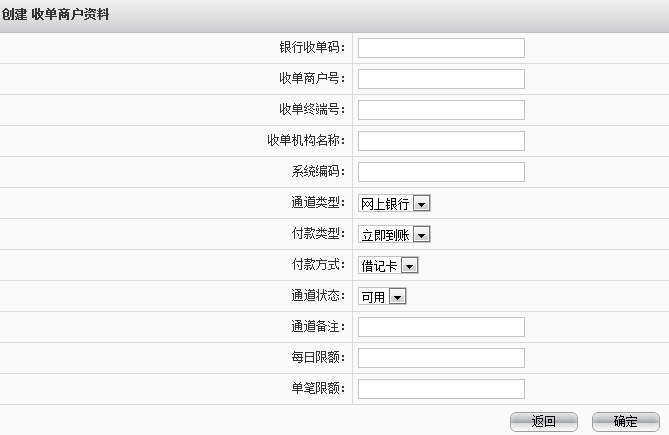 创建 收单商户资料
银行收单码：
收单商户号：
收单终端号：
收单机构名称：
系统编码：
通道类型： 网上银行
付款类型： 立即到账
付款方式： 借记卡
通道状态： 可用
通道备注：
每日限额：
单笔限额：
返回 确定